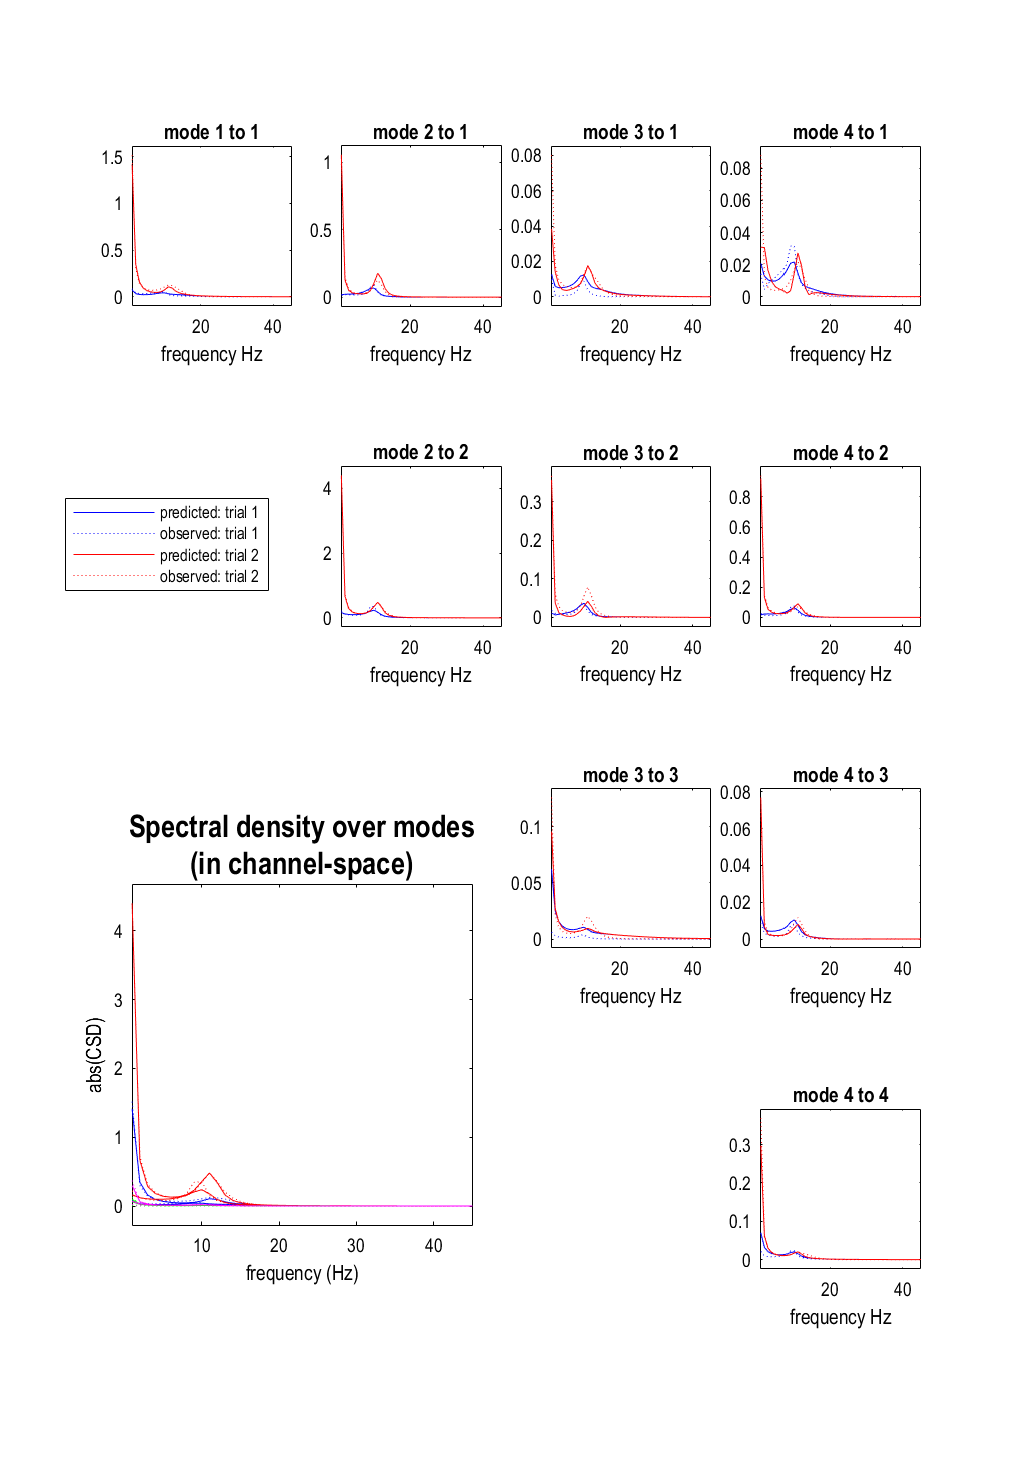 mode 1 to 1
mode 2 to 1
mode 3 to 1
mode 4 to 1
1.5
1
0.5
0
20
40
frequency Hz
1
0.5
0
20
40
frequency Hz
0.08
0.06
0.04
0.02
0
20
40
frequency Hz
0.08
0.06
0.04
0.02
0
20
40
frequency Hz
mode 2 to 2
mode 3 to 2
mode 4 to 2
predicted: trial 1
observed: trial 1
predicted: trial 2
observed: trial 2
4
2
0
20
40
frequency Hz
0.3
0.2
0.1
0
20
40
frequency Hz
0.8
0.6
0.4
0.2
0
20
40
frequency Hz
mode 3 to 3
mode 4 to 3
0.1
0.05
0
20
40
frequency Hz
0.08
0.06
0.04
0.02
0
20
40
frequency Hz
Spectral density over modes
(in channel-space)
abs(CSD)
4
3
2
1
0
10
20
30
40
frequency (Hz)
mode 4 to 4
0.3
0.2
0.1
0
20
40
frequency Hz